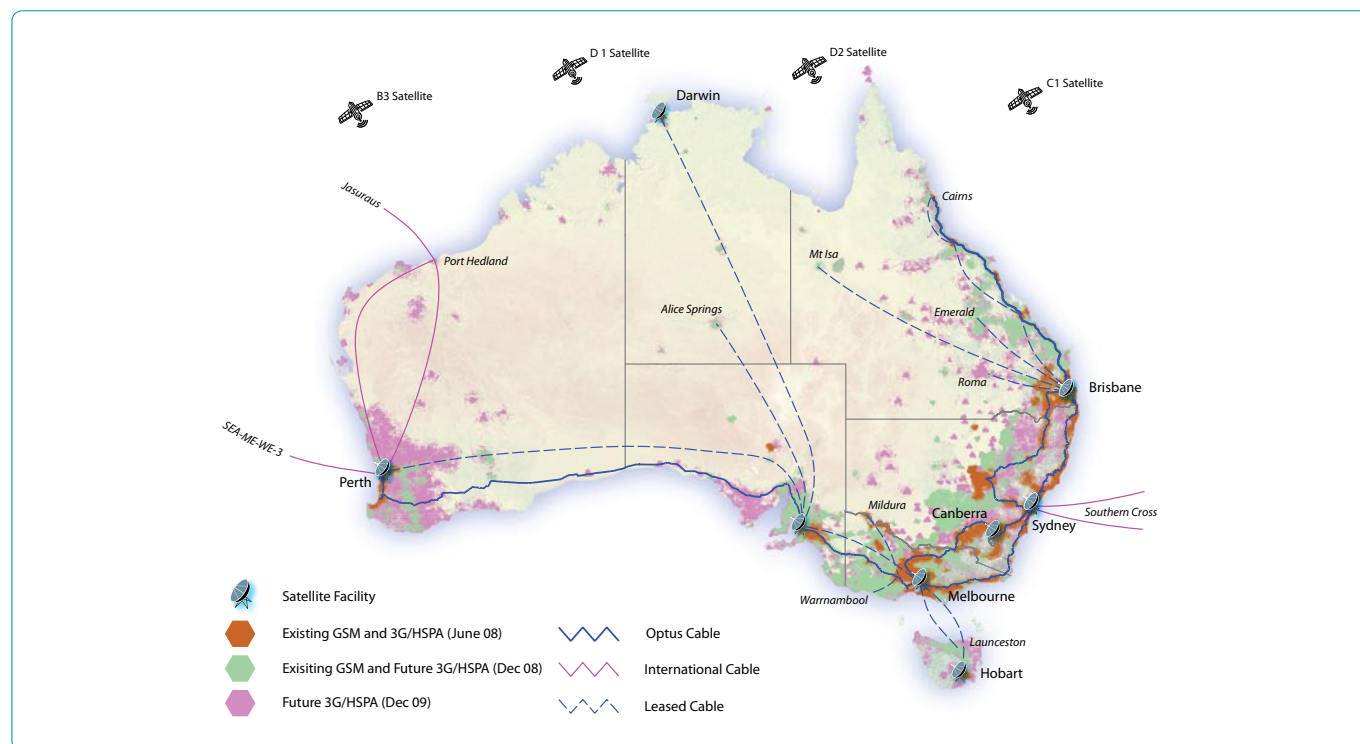 D 1 Satellite
D2 Satellite
B3 Satellite
C1 Satellite
Darwin
Jasuraus
Cairns
Port Hedland
Mt Isa
Alice Springs
Emerald
Roma
Brisbane
SEA-ME-WE-3
Perth
Mildura
Canberra
Southern Cross
Sydney
Warrnambool
Melbourne
Launceston
Hobart
Satellite Facility
Existing GSM and 3G/HSPA (June 08)
Exisiting GSM and Future 3G/HSPA (Dec 08)
Future 3G/HSPA (Dec 09)
Optus Cable
International Cable
Leased Cable